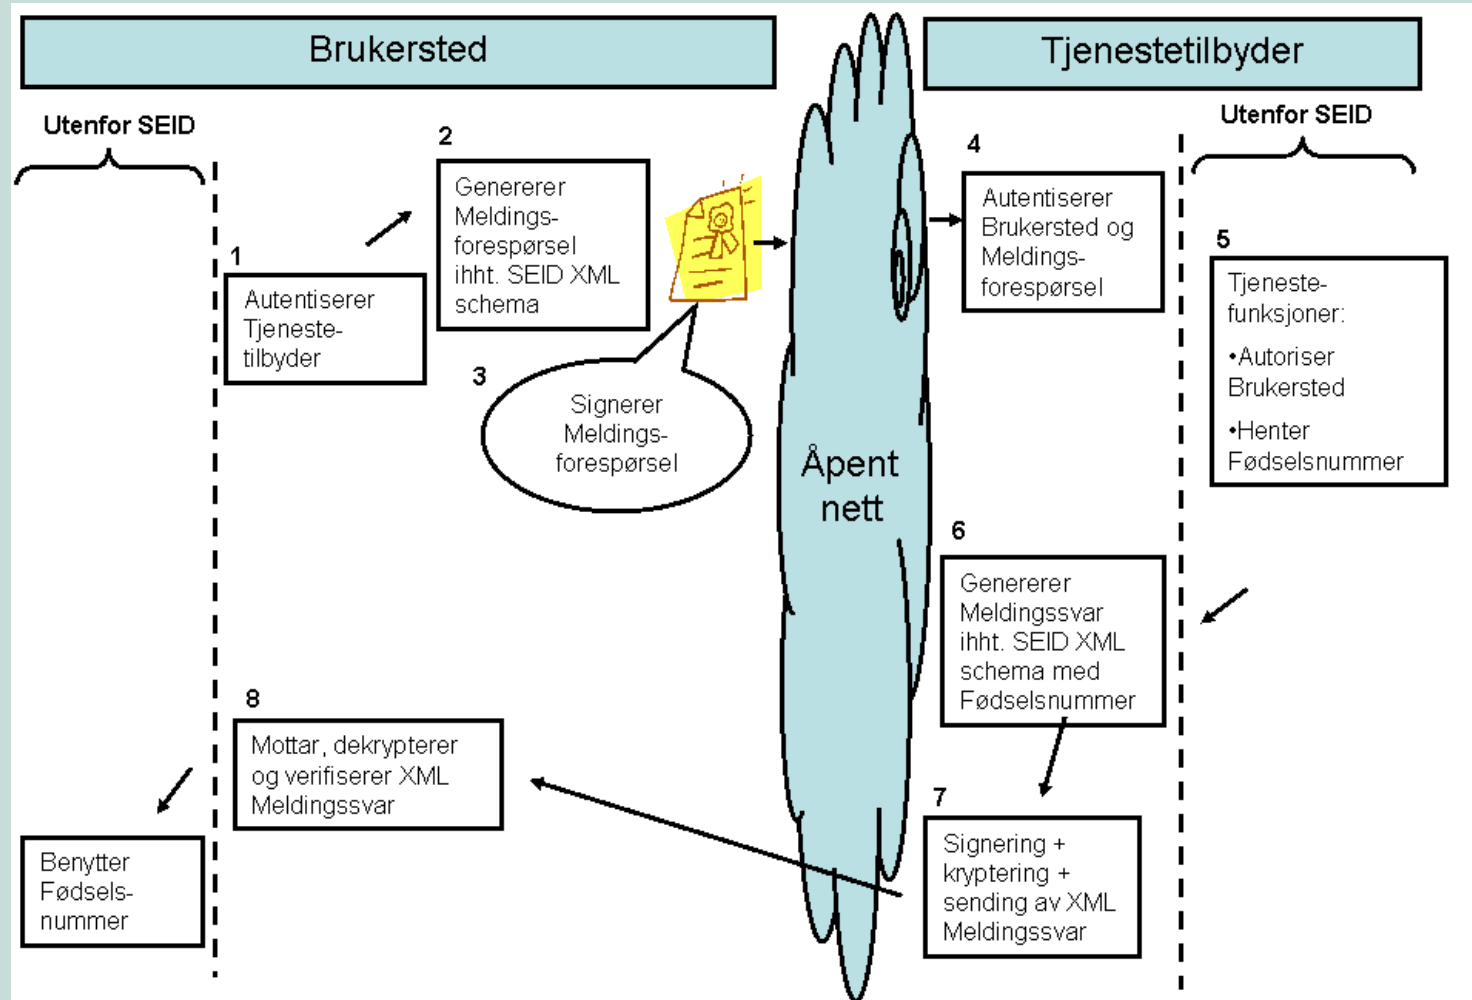 Brukersted
Tjenestetilbyder
Utenfor SEID
Utenfor SEID
1
Autentiserer
Tjeneste-
tilbyder
2
Genererer
Meldings-
forespørsel
ihht. SEID XML
schema
3
Signerer
Meldings-
forespørsel
Åpent
nett
4
Autentiserer
Brukersted og
Meldings-
forespørsel
5
Tjeneste-
funksjoner:
•Autoriser
Brukersted
•Henter
Fødselsnummer
6
Genererer
Meldingssvar
ihht. SEID XML
schema med
Fødselsnummer
7
Signering +
kryptering +
sending av XML
Meldingssvar
8
Mottar, dekrypterer
og verifiserer XML
Meldingssvar
Benytter
Fødsels-
nummer